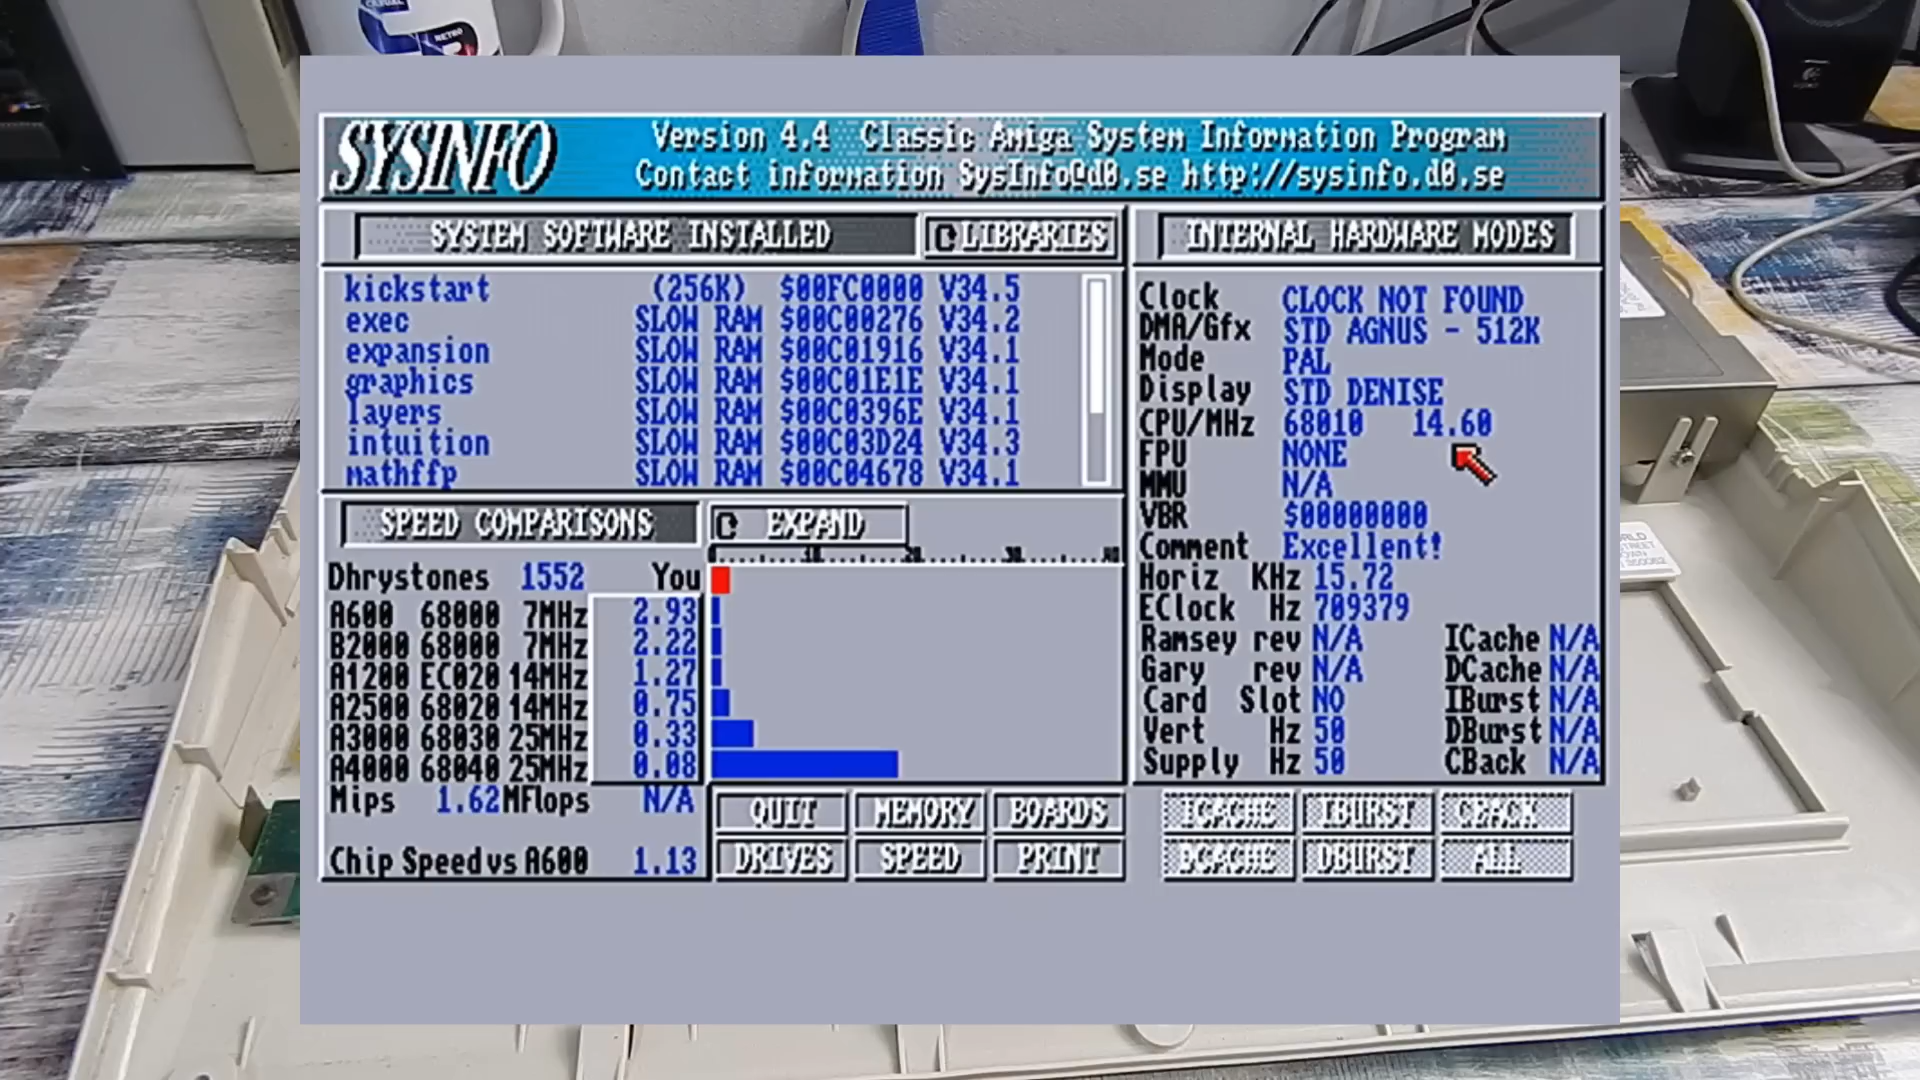 CASUAL
RETRO
SYSINFO
Version 4.4 Classic Amiga System Information Program
Contact information SysInfo@d0.se http://sysinfo.d0.se
SYSTEM SOFTWARE INSTALLED
LIBRARIES
kickstart (256K) $00FC0000 V34.5
exec SLOW RAM $00C00276 V34.2
expansion SLOW RAM $00C01916 V34.1
graphics SLOW RAM $00C01E1E V34.1
layers SLOW RAM $00C0396E V34.1
intuition SLOW RAM $00C03D24 V34.3
mathffp SLOW RAM $00C04678 V34.1
INTERNAL HARDWARE MODES
Clock CLOCK NOT FOUND
DMA/Gfx STD AGNUS - 512K
Mode PAL
Display STD DENISE
CPU/MHz 68010 14.60
FPU NONE
MMU N/A
VBR $00000000
Comment Excellent!
Horiz KHz 15.72
EClock Hz 709379
Ramsey rev N/A ICache N/A
Gary rev N/A DCache N/A
Card Slot NO IBurst N/A
Vert Hz 50 DBurst N/A
Supply Hz 50 CBack N/A
SPEED COMPARISONS
EXPAND
10 20 30 40
Dhrystones 1552 You
A600 68000 7MHz 2.93
B2000 68000 7MHz 2.22
A1200 EC020 14MHz 1.27
A2500 68020 14MHz 0.75
A3000 68030 25MHz 0.33
A4000 68040 25MHz 0.08
Mips 1.62 MFlops N/A
Chip Speed vs A600 1.13
QUIT MEMORY BOARDS
DRIVES SPEED PRINT
ICACHE IBURST CBACK
DCACHE DBURST ALL